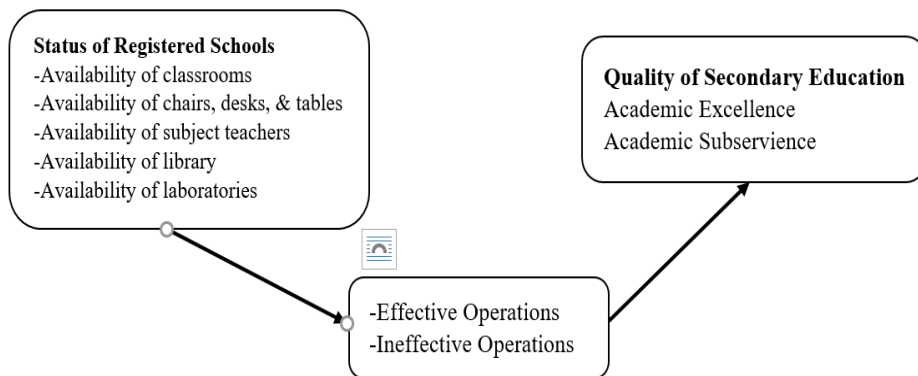 Status of Registered Schools
-Availability of classrooms
-Availability of chairs, desks, & tables
-Availability of subject teachers
-Availability of library
-Availability of laboratories
Quality of Secondary Education
Academic Excellence
Academic Subservience
-Effective Operations
-Ineffective Operations